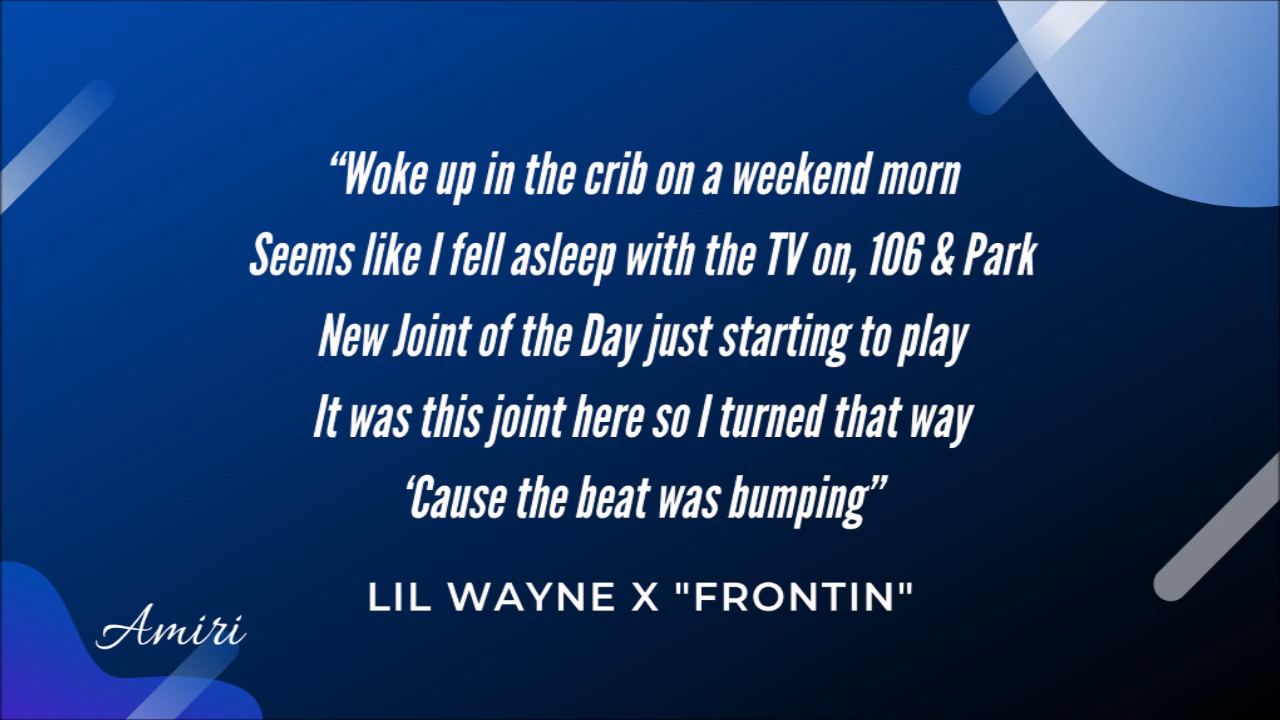 “Woke up in the crib on a weekend morn
Seems like I fell asleep with the TV on, 106 & Park
New Joint of the Day just starting to play
It was this joint here so I turned that way
‘Cause the beat was bumping”
LIL WAYNE X "FRONTIN"
Amiri